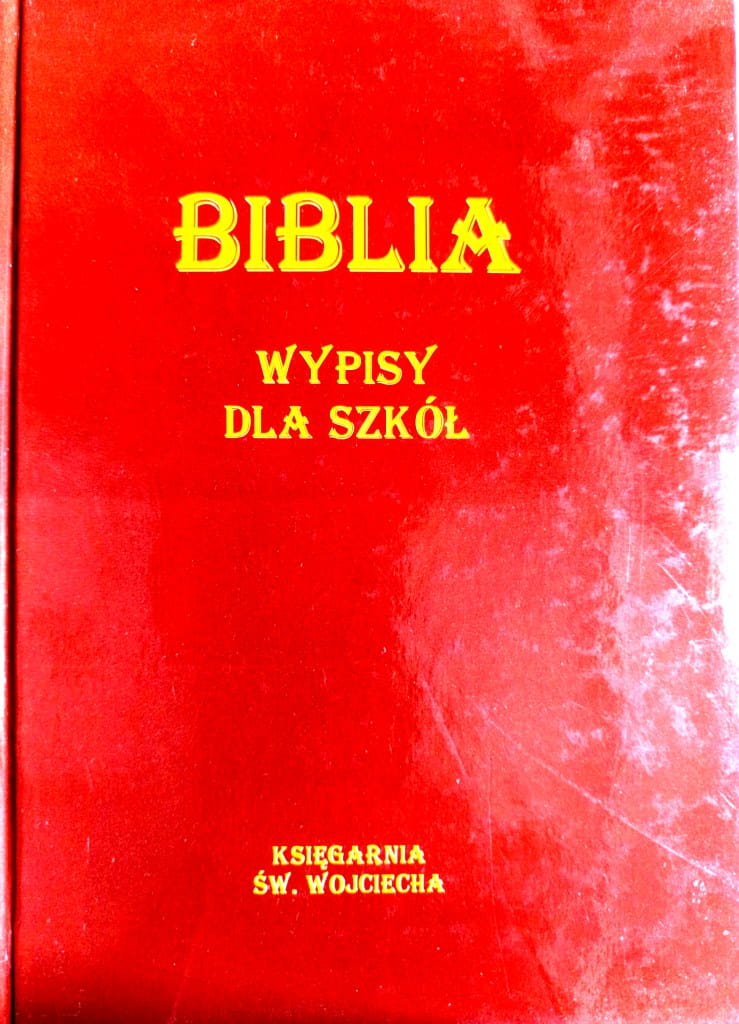 BIBLIA
WYPISY
DLA SZKÓŁ
KSIĘGARNIA
ŚW. WOJCIECHA